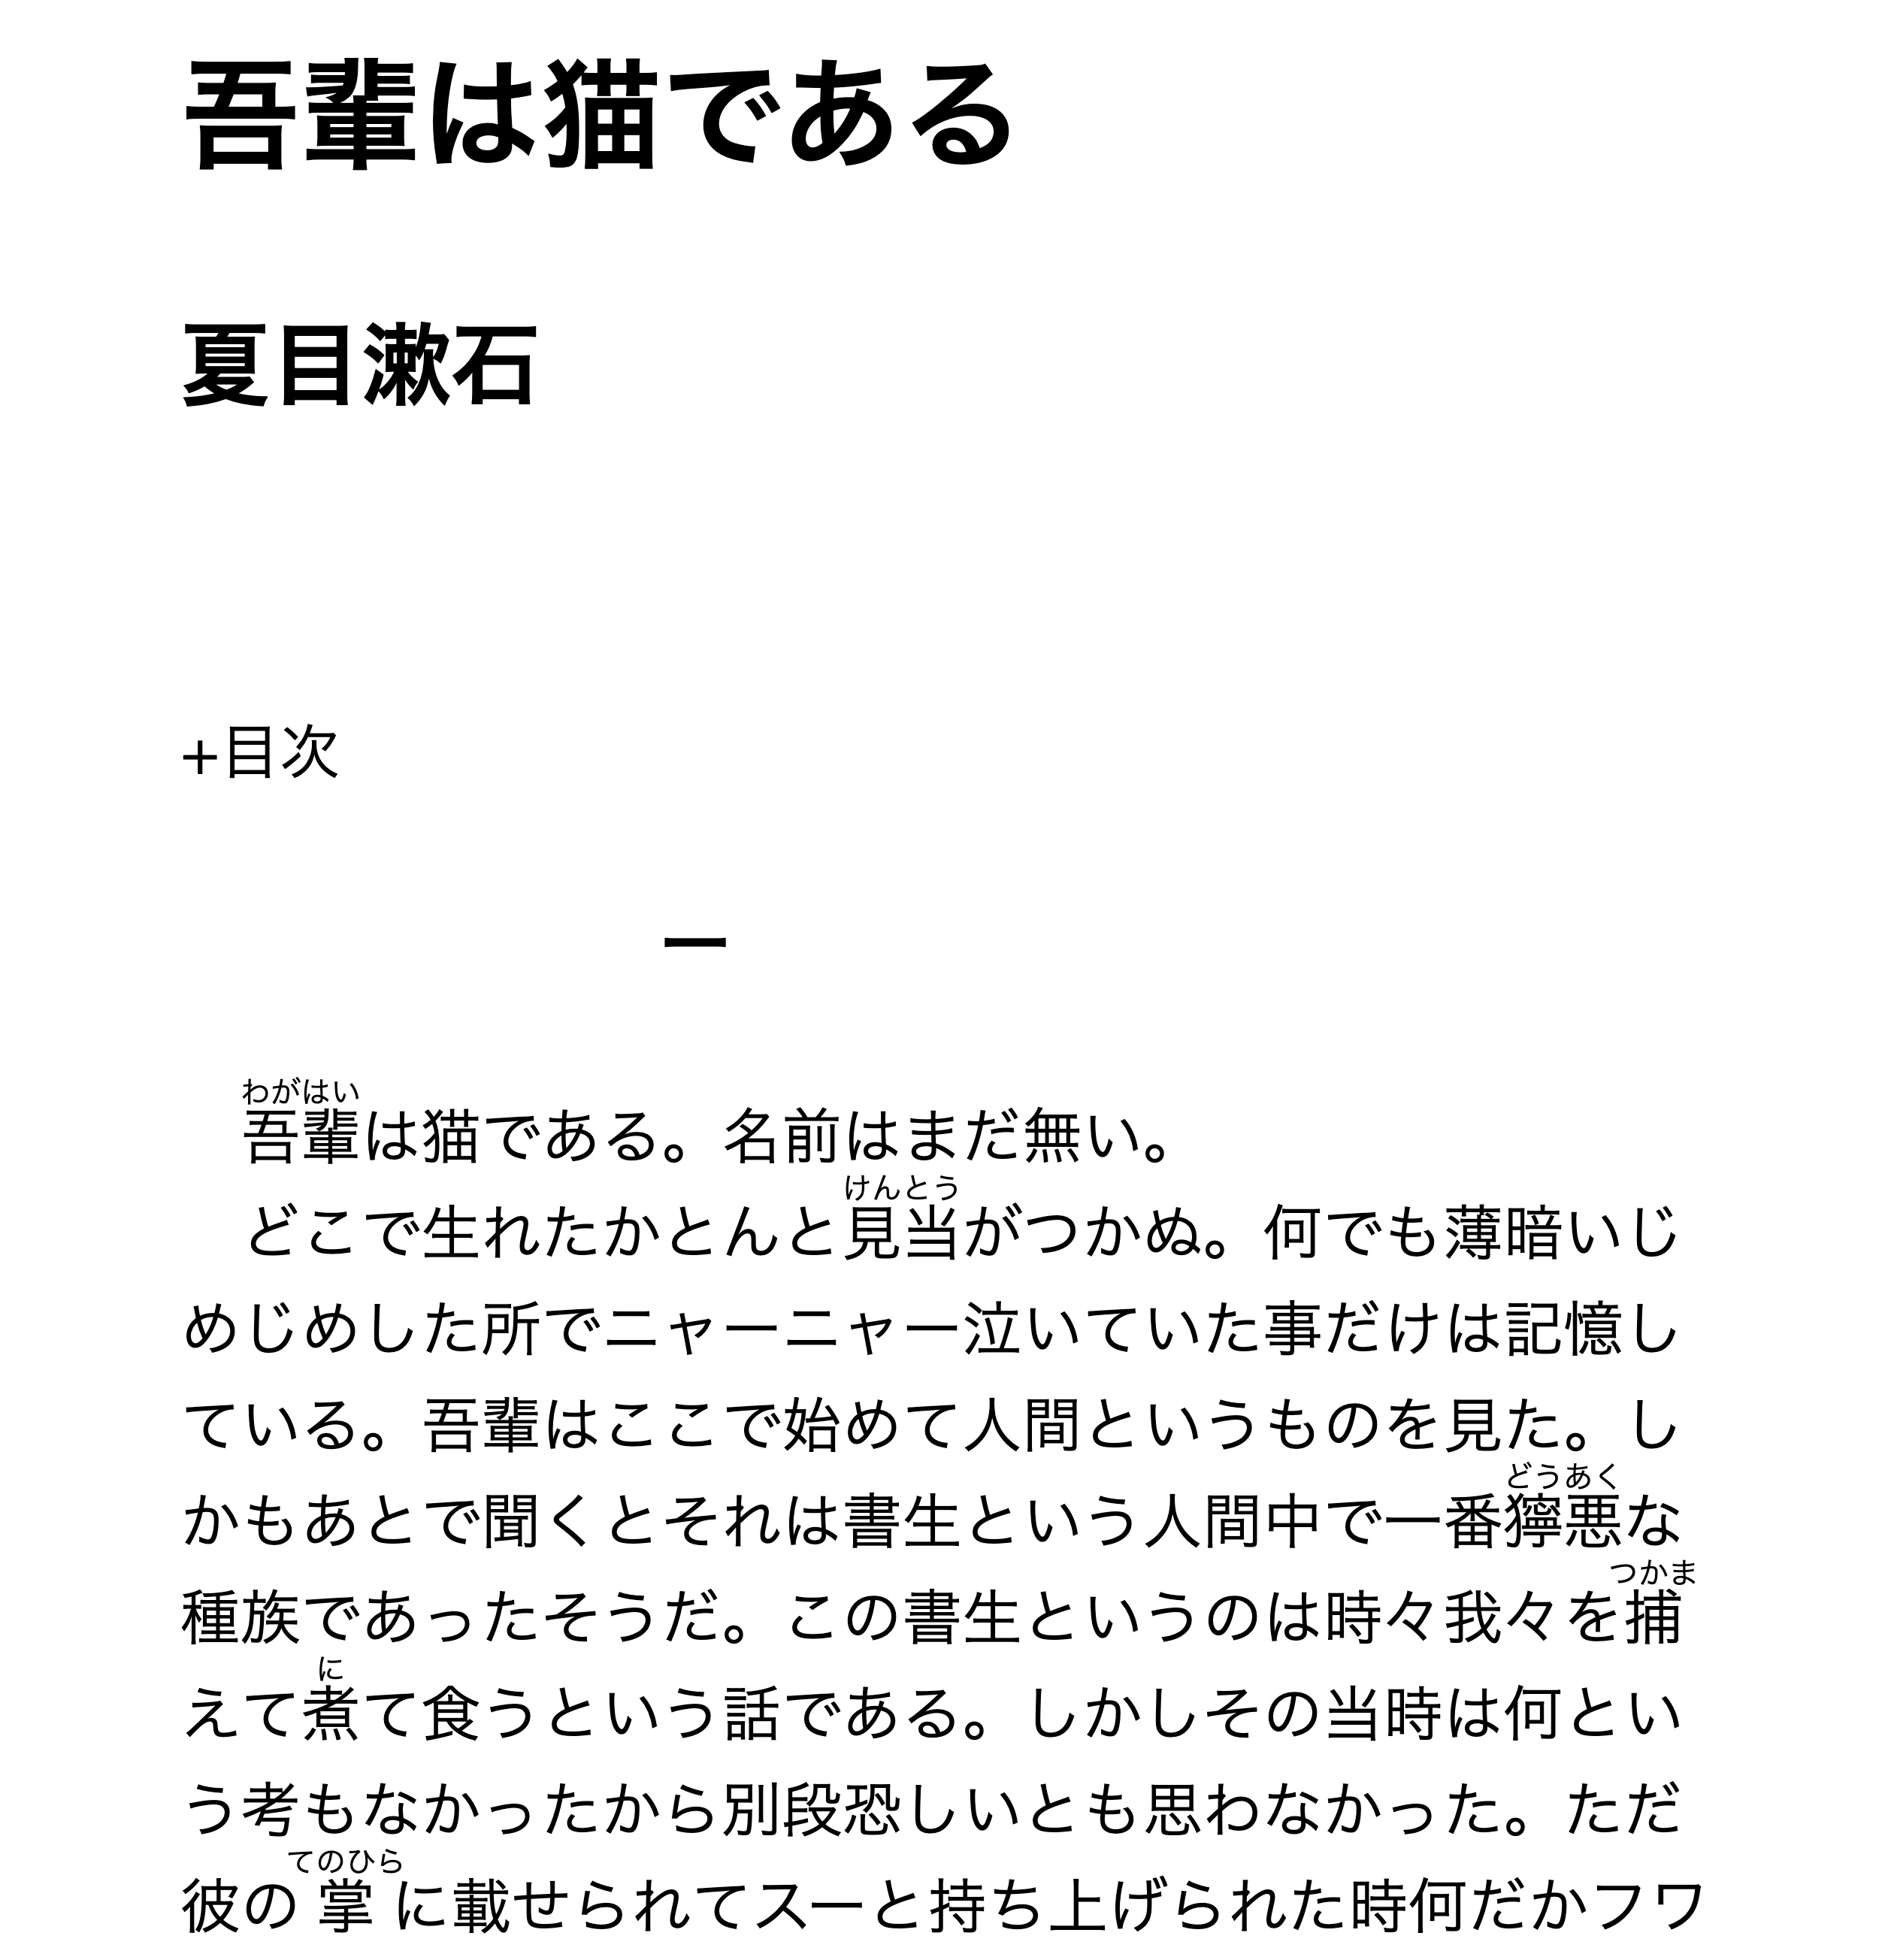 吾輩は猫である
夏目漱石
+目次
一
わがはい
吾輩は猫である。名前はまだ無い。
けんとう
どこで生れたかとんと見当がつかぬ。何でも薄暗いじ
めじめした所でニャーニャー泣いていた事だけは記憶し
ている。吾輩はここで始めて人間というものを見た。し
どうあく
かもあとで聞くとそれは書生という人間中で一番獰悪な
つかま
種族であったそうだ。この書生というのは時々我々を捕
に
えて煮て食うという話である。しかしその当時は何とい
う考もなかったから別段恐しいとも思わなかった。ただ
てのひら
彼の掌に載せられてスーと持ち上げられた時何だかフワ